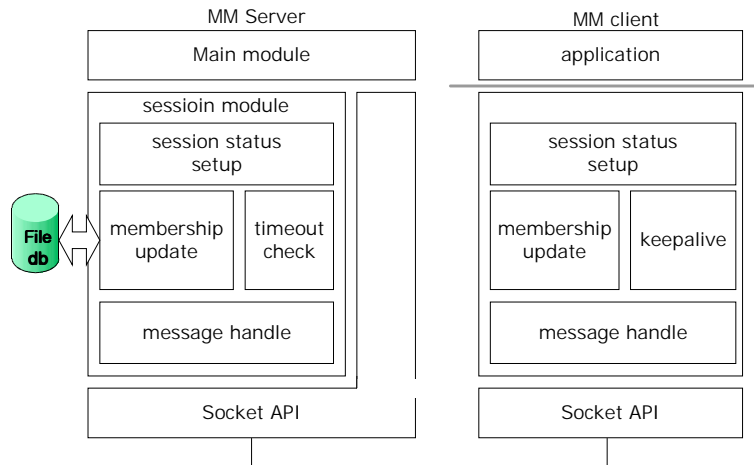 MM Server
Main module
sessioin module
session status
setup
File
db
membership
update
timeout
check
message handle
Socket API
MM client
application
session status
setup
membership
update
keepalive
message handle
Socket API